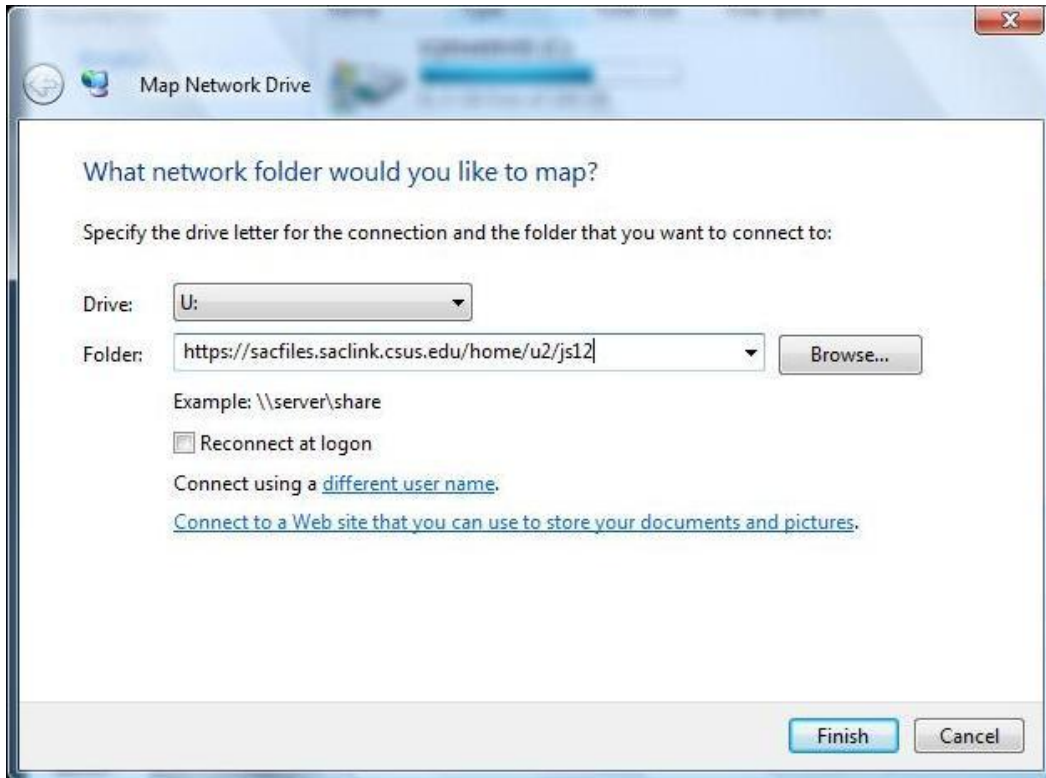 Map Network Drive
What network folder would you like to map?
Specify the drive letter for the connection and the folder that you want to connect to:
Drive: U:
Folder: https://sacfiles.saclink.csus.edu/home/u2/js12 Browse...
Example: \\server\share
Reconnect at logon
Connect using a different user name.
Connect to a Web site that you can use to store your documents and pictures.
Finish Cancel